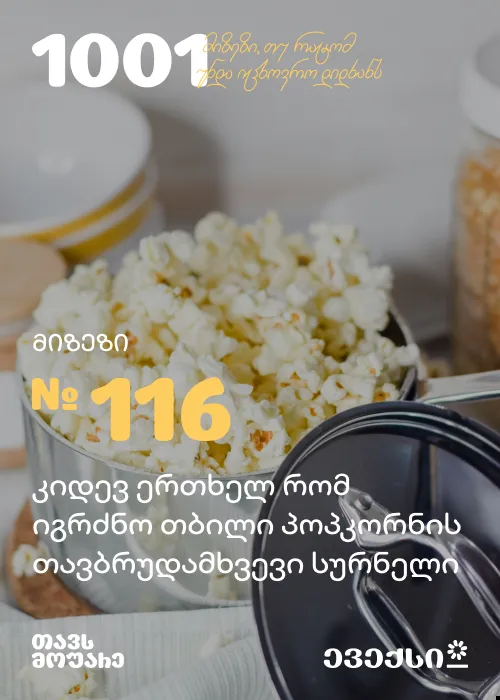 1001
მიზეზი, თუ რატომ
უნდა იცხოვრო დიდხანს
მიზეზი
№ 116
კიდევ ერთხელ რომ
იგრძნო თბილი პოპკორნის
თავბრუდამხვევი სურნელი
თავს
მოუარე
ევექსი